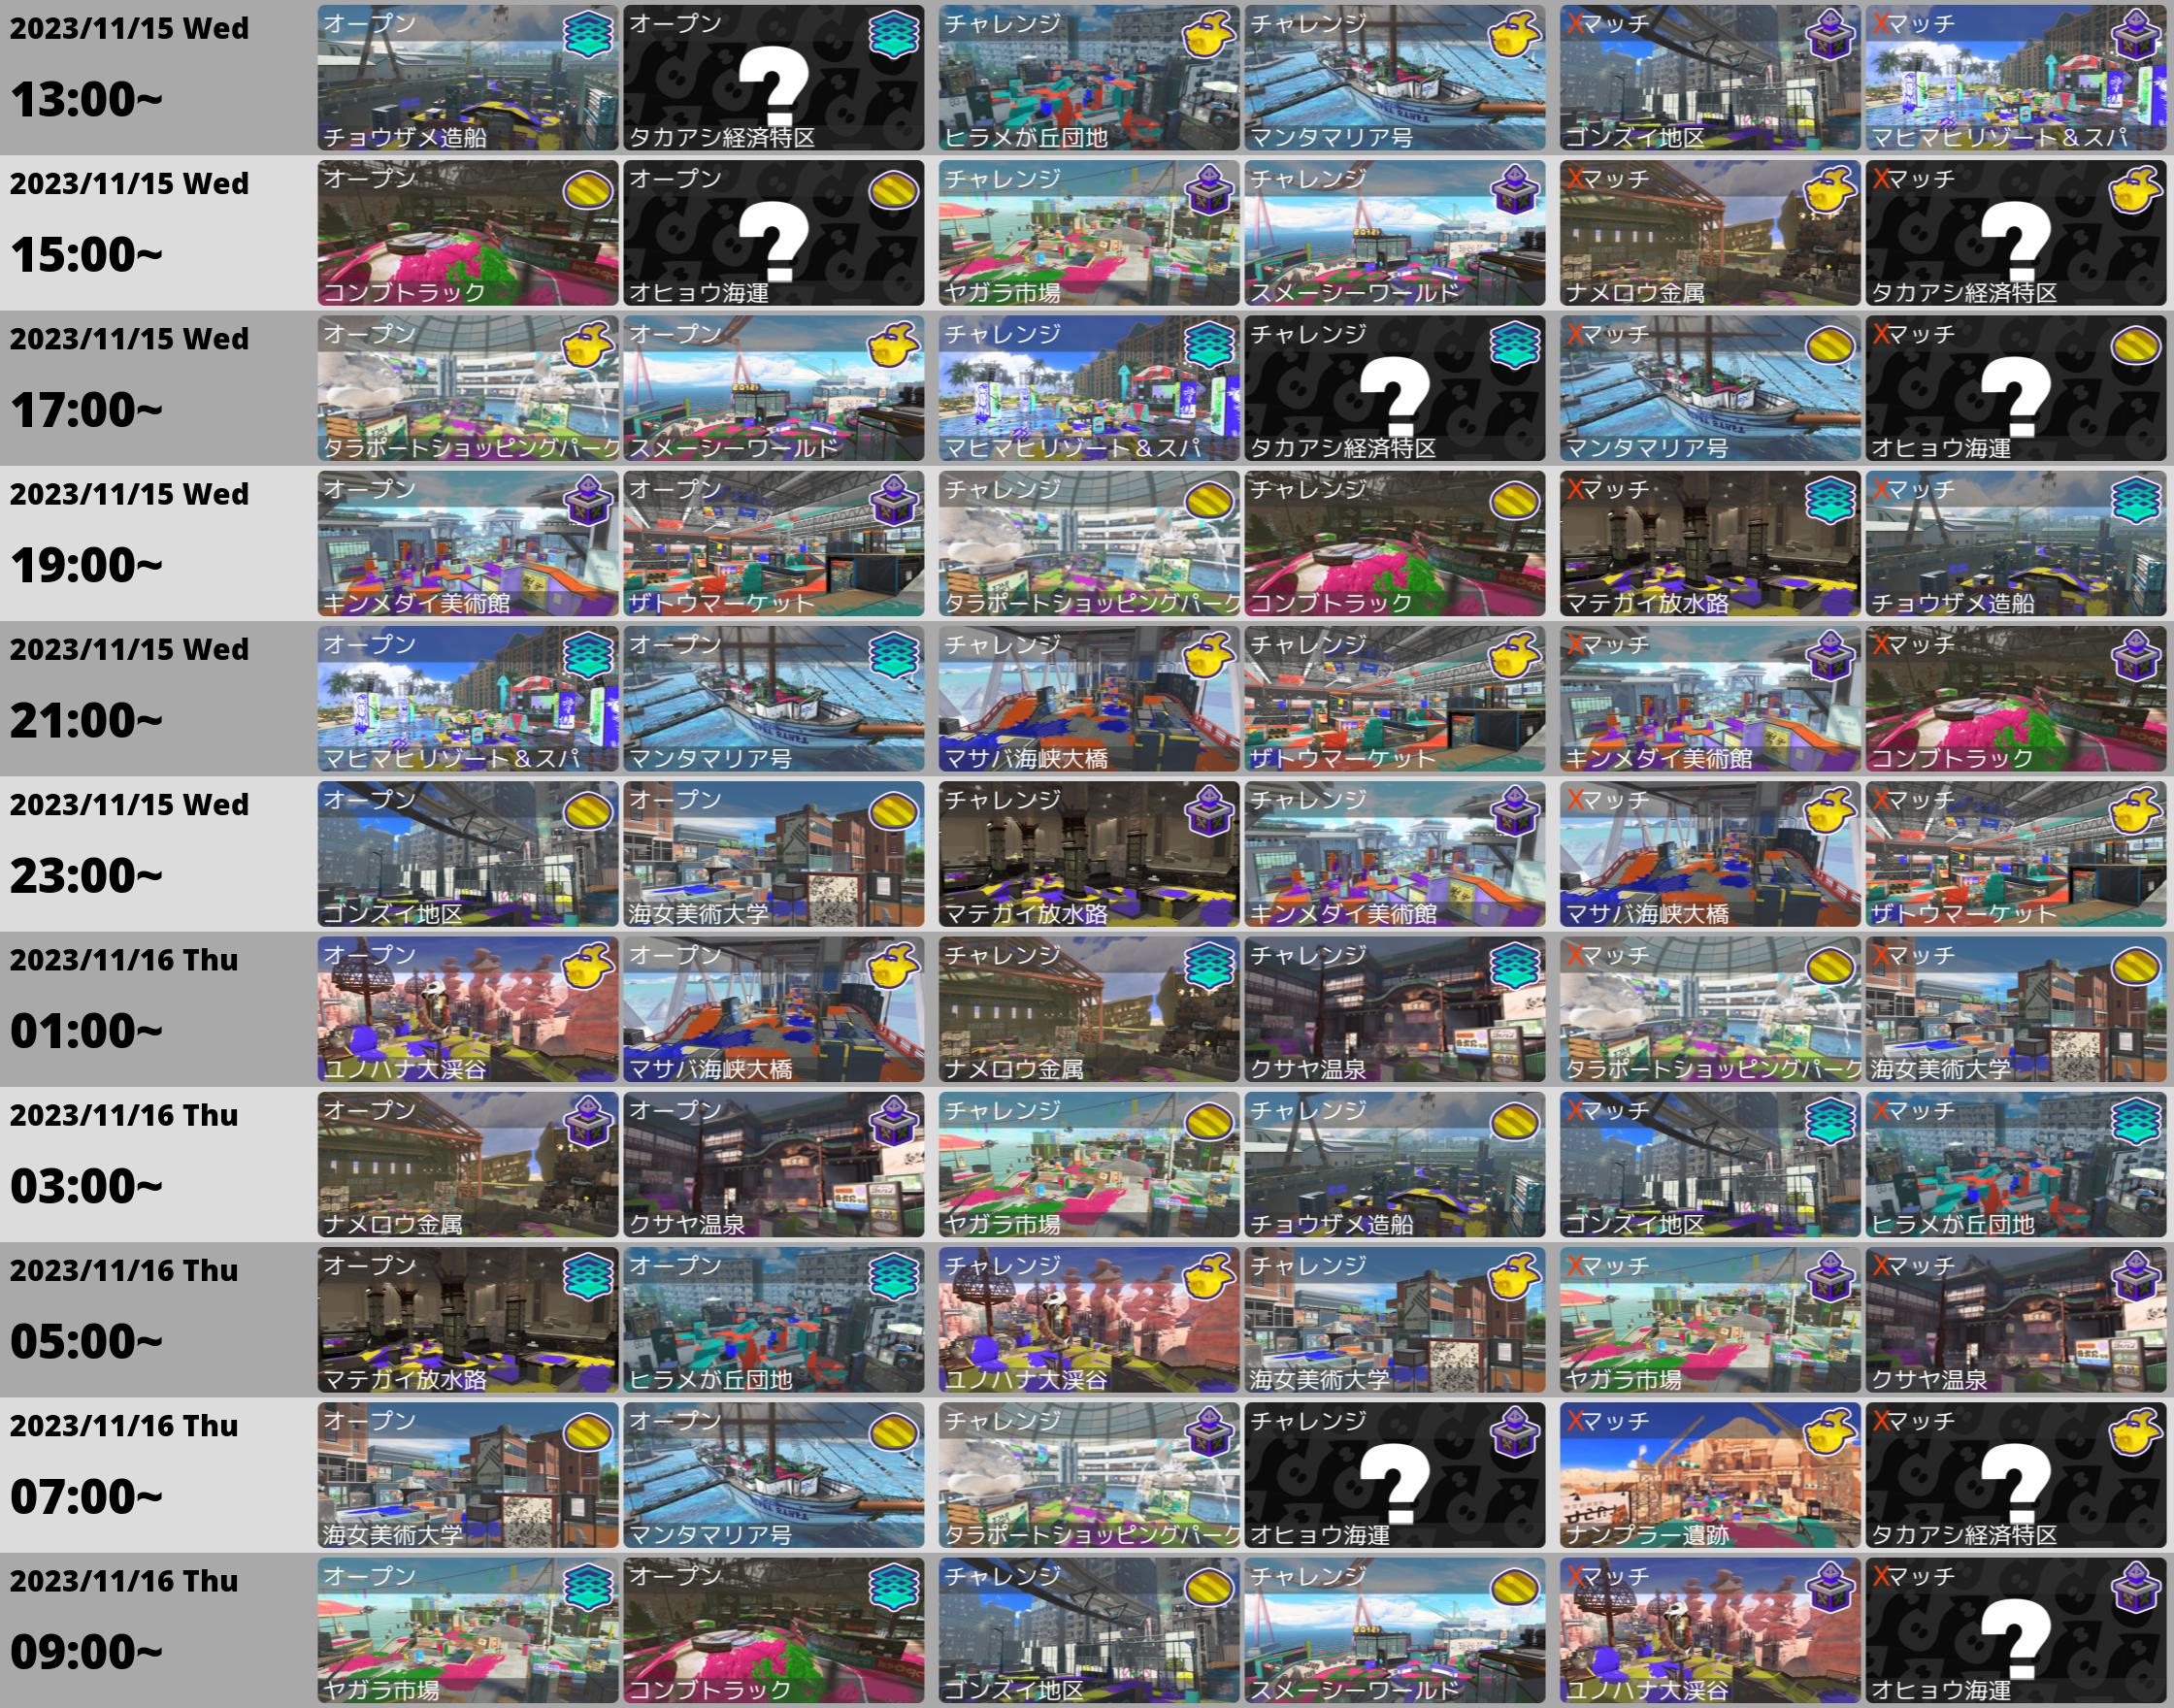 2023/11/15 Wed
13:00~
オープン
チョウザメ造船
オープン
タカアシ経済特区
チャレンジ
ヒラメが丘団地
チャレンジ
マンタマリア号
Xマッチ
ゴンズイ地区
Xマッチ
マヒマヒリゾート&スパ
2023/11/15 Wed
15:00~
オープン
コンブトラック
オープン
オヒョウ海運
チャレンジ
ヤガラ市場
チャレンジ
スメーシーワールド
Xマッチ
ナメロウ金属
Xマッチ
タカアシ経済特区
2023/11/15 Wed
17:00~
オープン
タラポートショッピングパーク
オープン
スメーシーワールド
チャレンジ
マヒマヒリゾート&スパ
チャレンジ
タカアシ経済特区
Xマッチ
マンタマリア号
Xマッチ
オヒョウ海運
2023/11/15 Wed
19:00~
オープン
キンメダイ美術館
オープン
ザトウマーケット
チャレンジ
タラポートショッピングパーク
チャレンジ
コンブトラック
Xマッチ
マテガイ放水路
Xマッチ
チョウザメ造船
2023/11/15 Wed
21:00~
オープン
マヒマヒリゾート&スパ
オープン
マンタマリア号
チャレンジ
マサバ海峡大橋
チャレンジ
ザトウマーケット
Xマッチ
キンメダイ美術館
Xマッチ
コンブトラック
2023/11/15 Wed
23:00~
オープン
ゴンズイ地区
オープン
海女美術大学
チャレンジ
マテガイ放水路
チャレンジ
キンメダイ美術館
Xマッチ
マサバ海峡大橋
Xマッチ
ザトウマーケット
2023/11/16 Thu
01:00~
オープン
ユノハナ大渓谷
オープン
マサバ海峡大橋
チャレンジ
ナメロウ金属
チャレンジ
クサヤ温泉
Xマッチ
タラポートショッピングパーク
Xマッチ
海女美術大学
2023/11/16 Thu
03:00~
オープン
ナメロウ金属
オープン
クサヤ温泉
チャレンジ
ヤガラ市場
チャレンジ
チョウザメ造船
Xマッチ
ゴンズイ地区
Xマッチ
ヒラメが丘団地
2023/11/16 Thu
05:00~
オープン
マテガイ放水路
オープン
ヒラメが丘団地
チャレンジ
ユノハナ大渓谷
チャレンジ
海女美術大学
Xマッチ
ヤガラ市場
Xマッチ
クサヤ温泉
2023/11/16 Thu
07:00~
オープン
海女美術大学
オープン
マンタマリア号
チャレンジ
タラポートショッピングパーク
チャレンジ
オヒョウ海運
Xマッチ
ナンプラー遺跡
Xマッチ
タカアシ経済特区
2023/11/16 Thu
09:00~
オープン
ヤガラ市場
オープン
コンブトラック
チャレンジ
ゴンズイ地区
チャレンジ
スメーシーワールド
Xマッチ
ユノハナ大渓谷
Xマッチ
オヒョウ海運